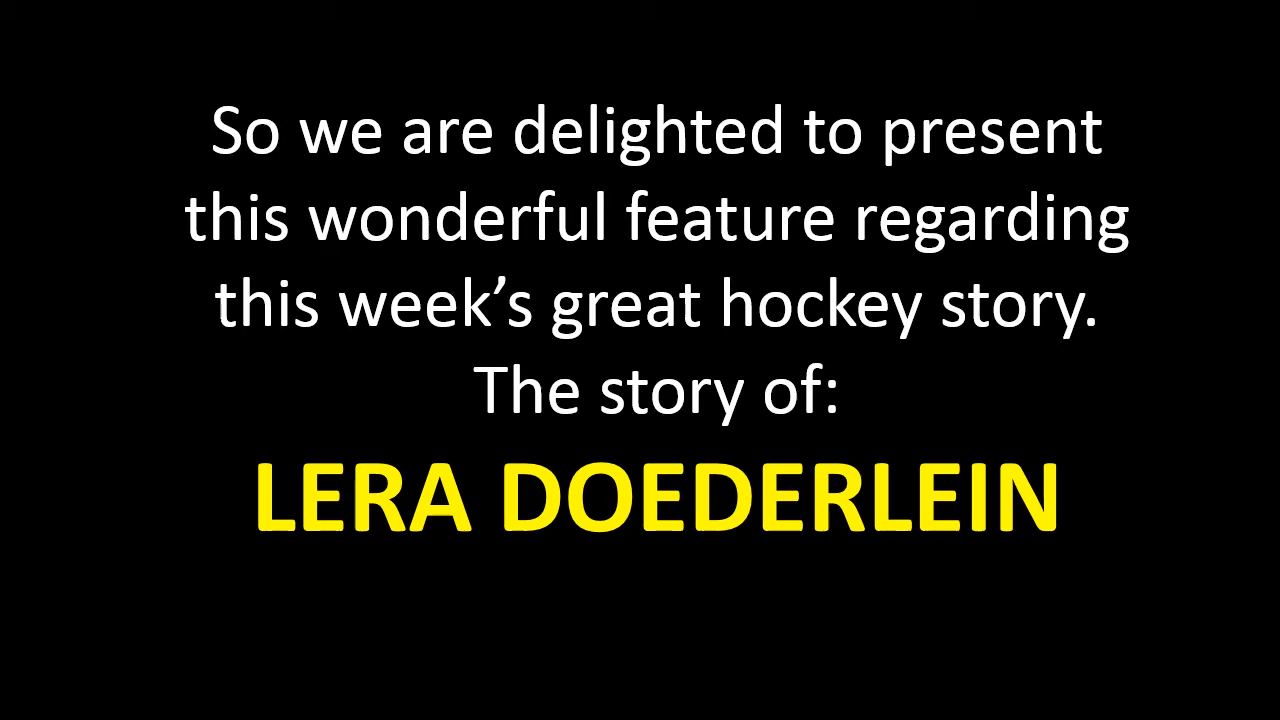 So we are delighted to present
this wonderful feature regarding
this week’s great hockey story.
The story of:
LERA DOEDERLEIN